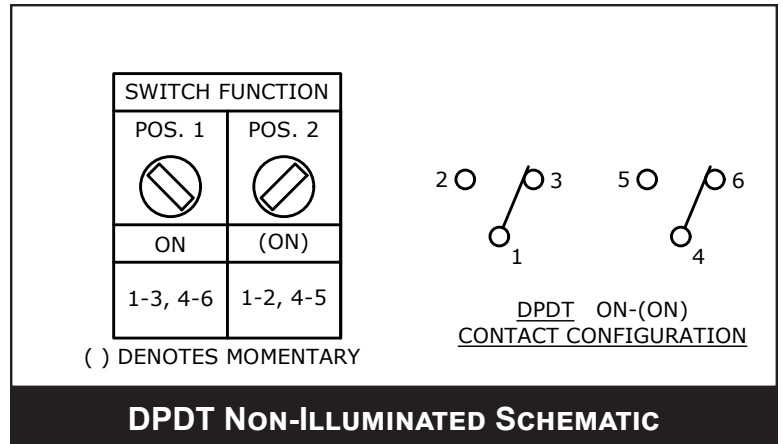 SWITCH FUNCTION
POS. 1 POS. 2
ON (ON)
1-3, 4-6 1-2, 4-5
( ) DENOTES MOMENTARY
2 3 5 6
1 4
DPDT ON-(ON)
CONTACT CONFIGURATION
DPDT NON-ILLUMINATED SCHEMATIC